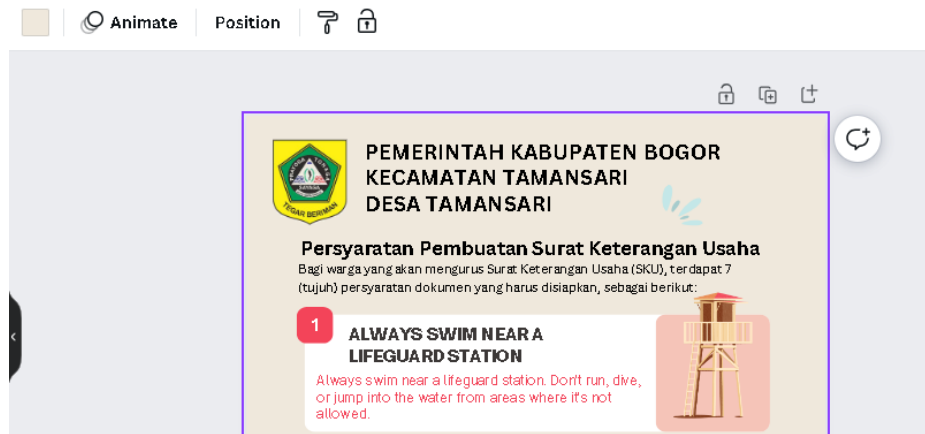 Animate Position
PEMERINTAH KABUPATEN BOGOR
KECAMATAN TAMANSARI
DESA TAMANSARI
TEGAR BERIMAN
Persyaratan Pembuatan Surat Keterangan Usaha
Bagi warga yang akan mengurus Surat Keterangan Usaha (SKU), terdapat 7
(tujuh) persyaratan dokumen yang harus disiapkan, sebagai berikut:
1
ALWAYS SWIM NEAR A
LIFEGUARD STATION
Always swim near a lifeguard station. Don't run, dive,
or jump into the water from areas where it's not
allowed.